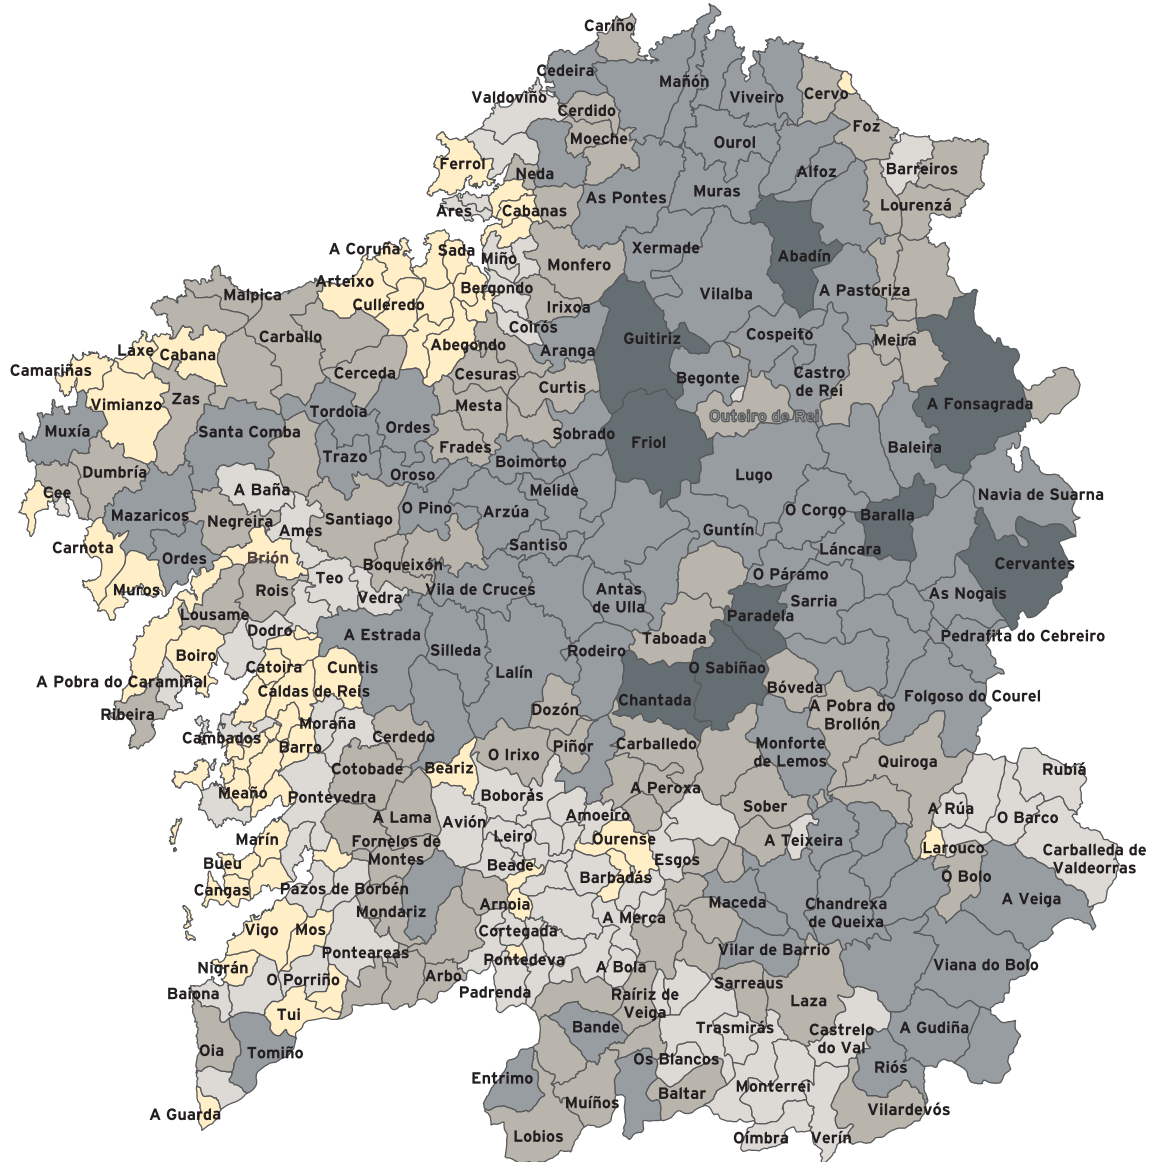 Cariño
Cedeira
Mañón
Valdoviño
Viveiro
Cervo
Cerdido
Foz
Moeche
Ourol
Ferrol
Barreiros
Neda
Alfoz
Muras
As Pontes
Lourenzá
Ares
Cabanas
A Coruña
Sada
Xermade
Miño
Abadín
Monfero
Arteixo
Bergondo
A Pastoriza
Malpica
Vilalba
Culleredo
Irixoa
Coirós
Cospeito
Carballo
Guitiriz
Meira
Abegondo
Laxe
Aranga
Cabana
Camariñas
Cerceda
Cesuras
Begonte
Castro
de Rei
Curtis
Zas
Vimianzo
Mesta
A Fonsagrada
Tordoia
Outeiro de Rei
Ordes
Muxía
Santa Comba
Sobrado
Friol
Frades
Baleira
Trazo
Boimorto
Dumbría
Oroso
Lugo
A Baña
Melide
Cee
Navia de Suarna
O Pino
Arzúa
O Corgo
Mazaricos
Baralla
Negreira
Santiago
Ames
Guntín
Carnota
Santiso
Láncara
Ordes
Brión
Boqueixón
Cervantes
O Páramo
Teo
Muros
Rois
Vila de Cruces
Antas
de Ulla
As Nogais
Vedra
Sarria
Lousame
Paradela
Dodro
A Estrada
Taboada
Pedrafita do Cebreiro
Silleda
Rodeiro
Boiro
Catoira
Cuntis
O Sabiñao
Lalín
A Pobra do Caramiñal
Bóveda
Caldas de Reis
Folgoso do Courel
Chantada
A Pobra do
Brollón
Ribeira
Dozón
Moraña
Cambados
Cerdedo
Barro
Carballedo
Monforte
de Lemos
Piñor
O Irixo
Quiroga
Cotobade
Beariz
Rubiá
A Peroxa
Meaño
Pontevedra
Boborás
Sober
A Rúa
A Lama
Amoeiro
O Barco
Avión
Marín
Leiro
Fornelos de
Montes
Ourense
A Teixeira
Larouco
Carballeda de
Valdeorras
Bueu
Esgos
Beade
Barbadás
O Bolo
Cangas
Pazos de Borbén
A Veiga
Arnoia
Maceda
Chandrexa
de Queixa
Mondariz
A Merca
Vigo
Mos
Cortegada
Ponteareas
Vilar de Barrio
Pontedeva
Nigrán
A Bola
Viana do Bolo
O Porriño
Arbo
Sarreaus
Baiona
Padrenda
Raíriz de
Veiga
Laza
Tui
Bande
Trasmirás
A Gudiña
Castrelo
do Val
Oia
Tomiño
Os Blancos
Riós
Entrimo
Monterrei
Baltar
Muíños
A Guarda
Vilardevós
Lobios
Oímbra
Verín